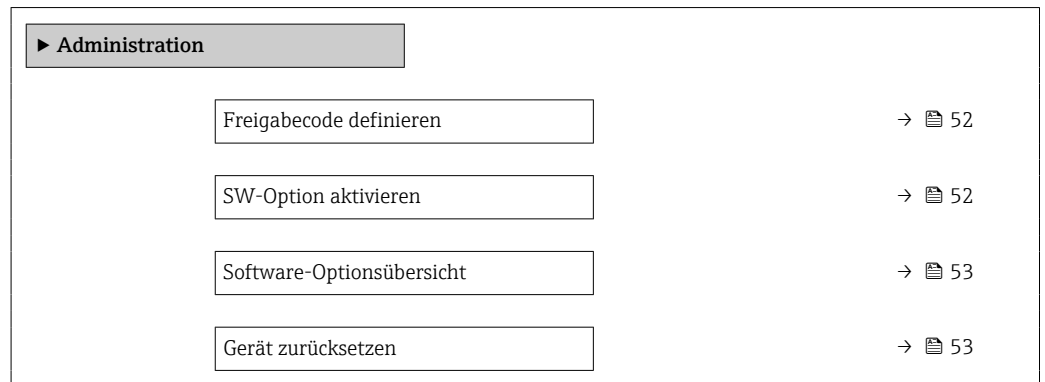 ▶ Administration
Freigabecode definieren → 52
SW-Option aktivieren → 52
Software-Optionsübersicht → 53
Gerät zurücksetzen → 53